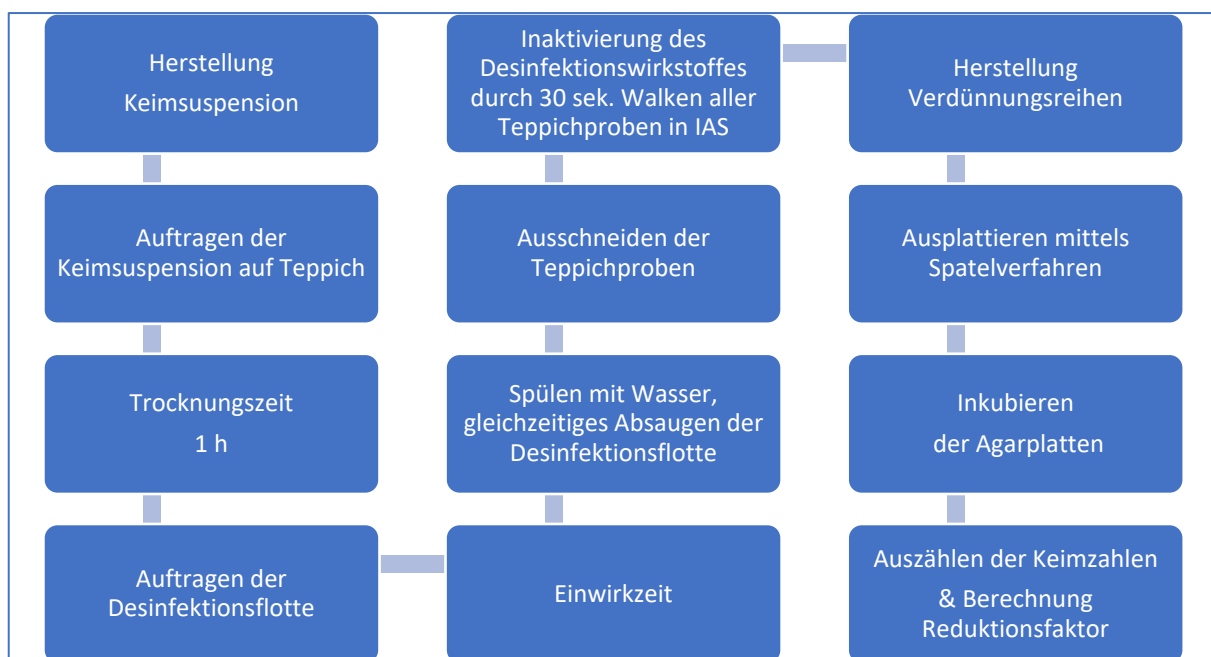 Herstellung
Keimsuspension
Auftragen der
Keimsuspension auf Teppich
Trocknungszeit
1 h
Auftragen der
Desinfektionsflotte
Einwirkzeit
Spülen mit Wasser,
gleichzeitiges Absaugen der
Desinfektionsflotte
Ausschneiden der
Teppichproben
Inaktivierung des
Desinfektionswirkstoffes
durch 30 sek. Walken aller
Teppichproben in IAS
Herstellung
Verdünnungsreihen
Ausplattieren mittels
Spatelverfahren
Inkubieren
der Agarplatten
Auszählen der Keimzahlen
& Berechnung
Reduktionsfaktor